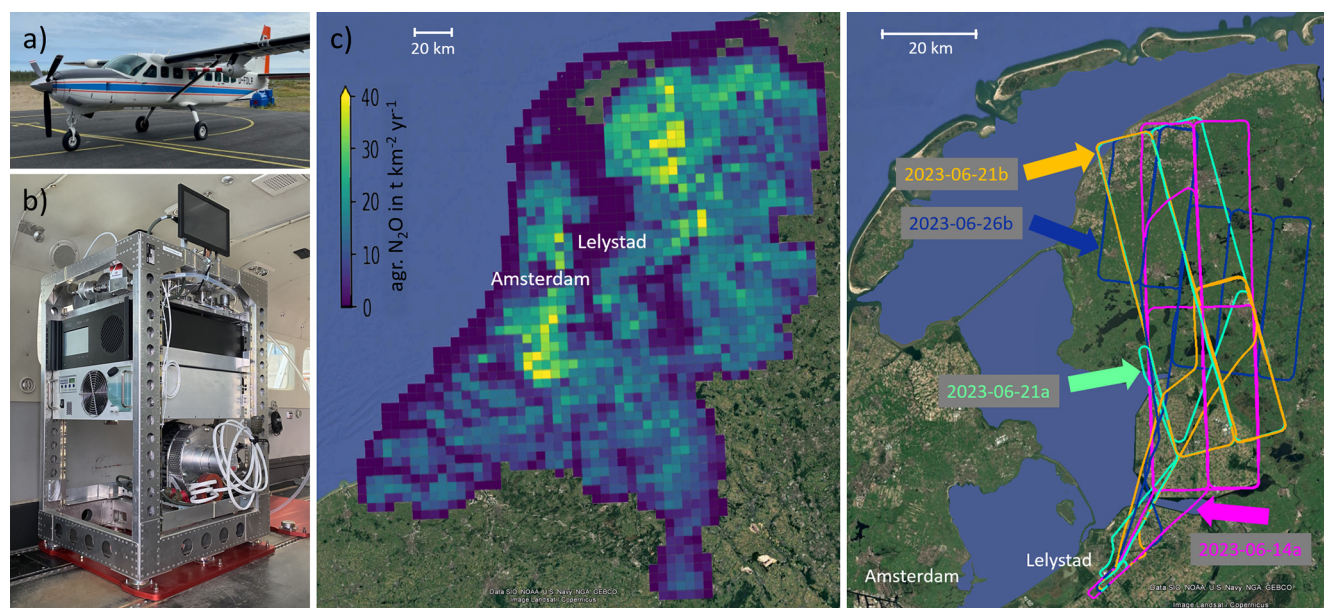 a)
D-FDLR
b)
c)
20 km
40
30
20
10
0
agr. N₂O in t km⁻² yr⁻¹
Lelystad
Amsterdam
Data SIO, NOAA, U.S. Navy, NGA, GEBCO
Image Landsat / Copernicus
20 km
2023-06-21b
2023-06-26b
2023-06-21a
2023-06-14a
Lelystad
Amsterdam
Data SIO, NOAA, U.S. Navy, NGA, GEBCO
Image Landsat / Copernicus